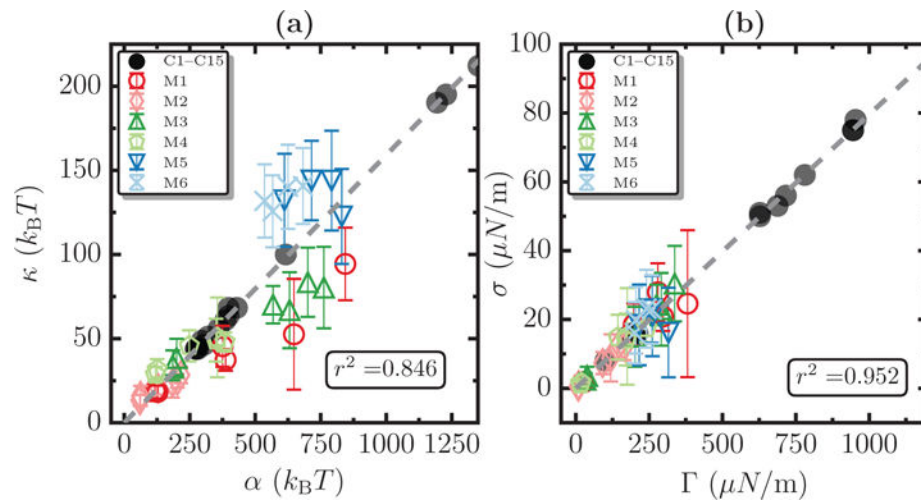 (a)
κ (k_BT)
200
150
100
50
0
C1–C15
M1
M2
M3
M4
M5
M6
r² =0.846
0 250 500 750 1000 1250
α (k_BT)
(b)
σ (μN/m)
100
80
60
40
20
0
C1–C15
M1
M2
M3
M4
M5
M6
r² =0.952
0 250 500 750 1000
Γ (μN/m)